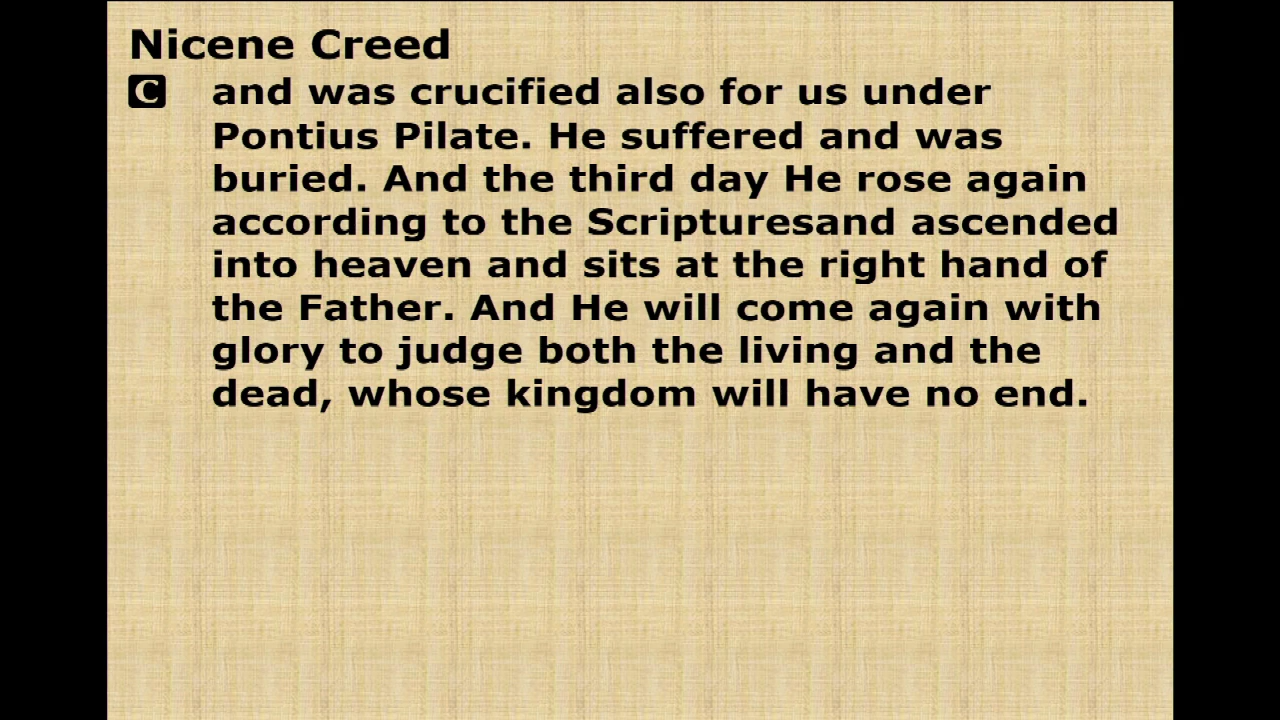 Nicene Creed
C and was crucified also for us under
Pontius Pilate. He suffered and was
buried. And the third day He rose again
according to the Scripturesand ascended
into heaven and sits at the right hand of
the Father. And He will come again with
glory to judge both the living and the
dead, whose kingdom will have no end.